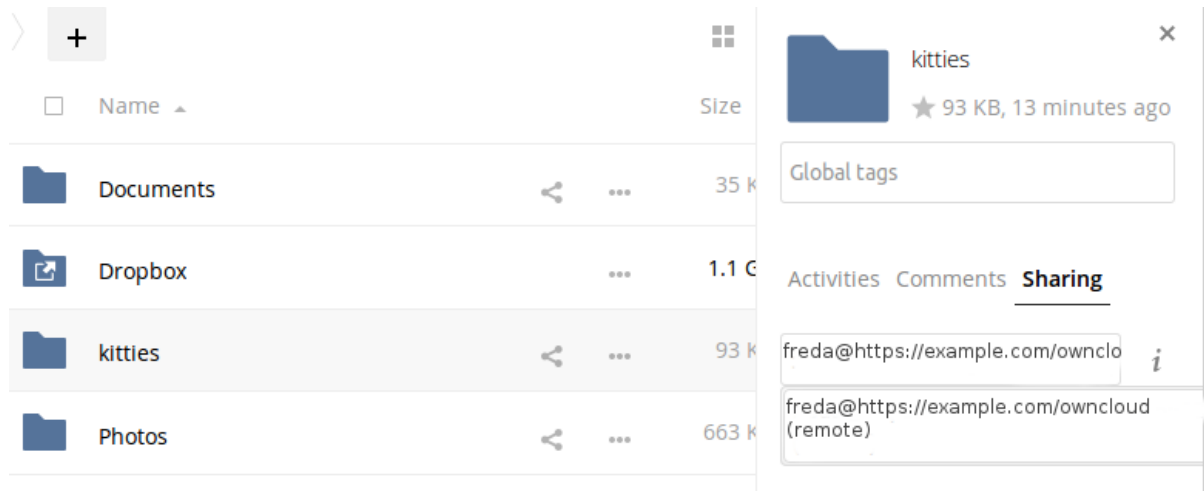 +
Name
Size
Documents
35 K
Dropbox
1.1 G
kitties
93 K
Photos
663 K
kitties
93 KB, 13 minutes ago
Global tags
Activities Comments Sharing
freda@https://example.com/ownclo
i
freda@https://example.com/owncloud
(remote)